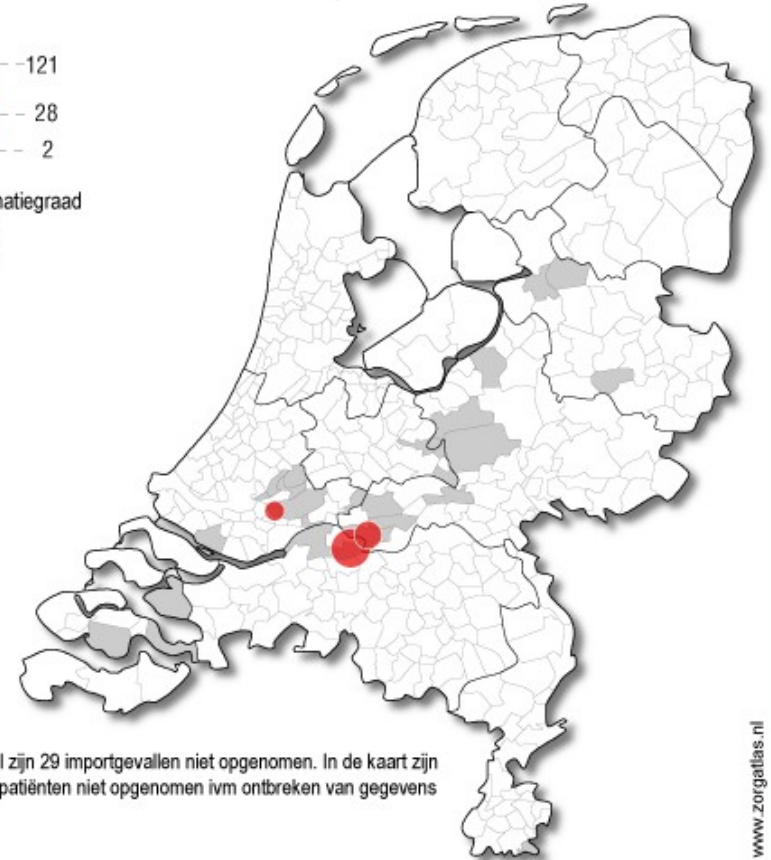 121
28
2
natiegraad
l zijn 29 importgevallen niet opgenomen. In de kaart zijn
patiënten niet opgenomen ivm ontbreken van gegevens
www.zorgatlas.nl